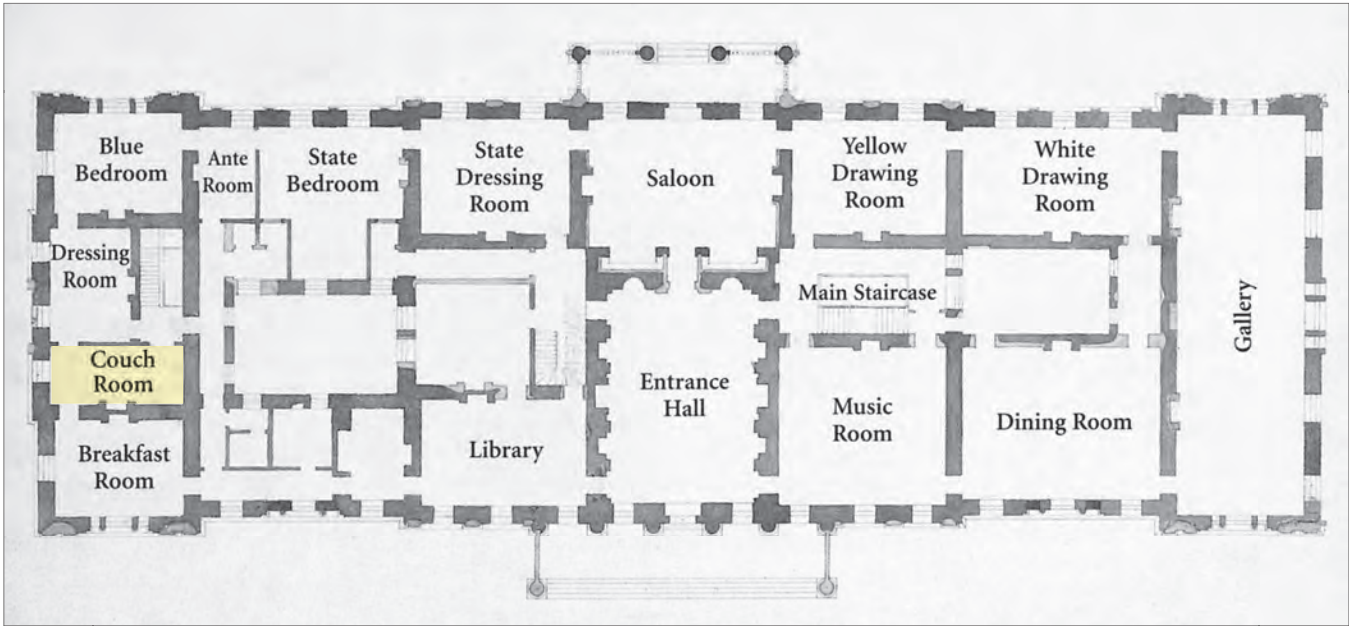 Blue
Bedroom
Ante
Room
State
Bedroom
State
Dressing
Room
Saloon
Yellow
Drawing
Room
White
Drawing
Room
Dressing
Room
Main Staircase
Gallery
Couch
Room
Entrance
Hall
Breakfast
Room
Library
Music
Room
Dining Room